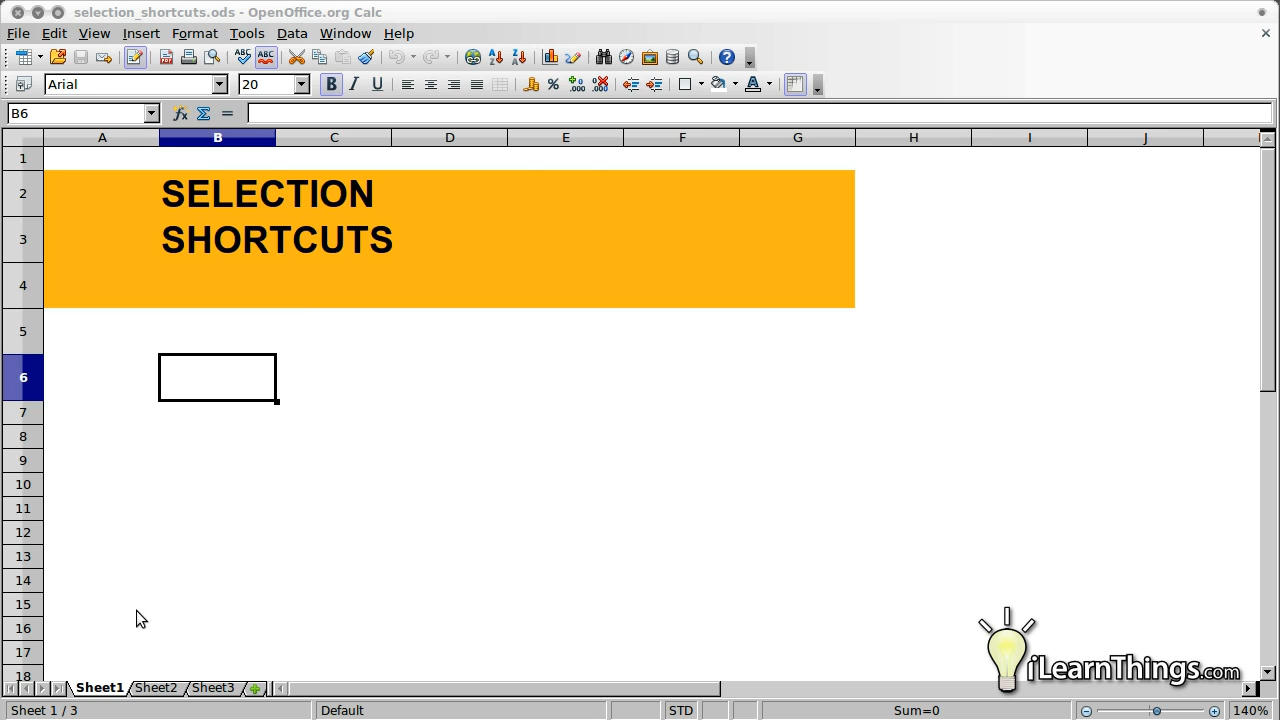 selection_shortcuts.ods - OpenOffice.org Calc
File Edit View Insert Format Tools Data Window Help
Arial 20
B6
A B C D E F G H I J
1
2 SELECTION
3 SHORTCUTS
4
5
6
7
8
9
10
11
12
13
14
15
16
17
18
iLearnThings.com
Sheet1 Sheet2 Sheet3
Sheet 1 / 3 Default STD Sum=0 140%